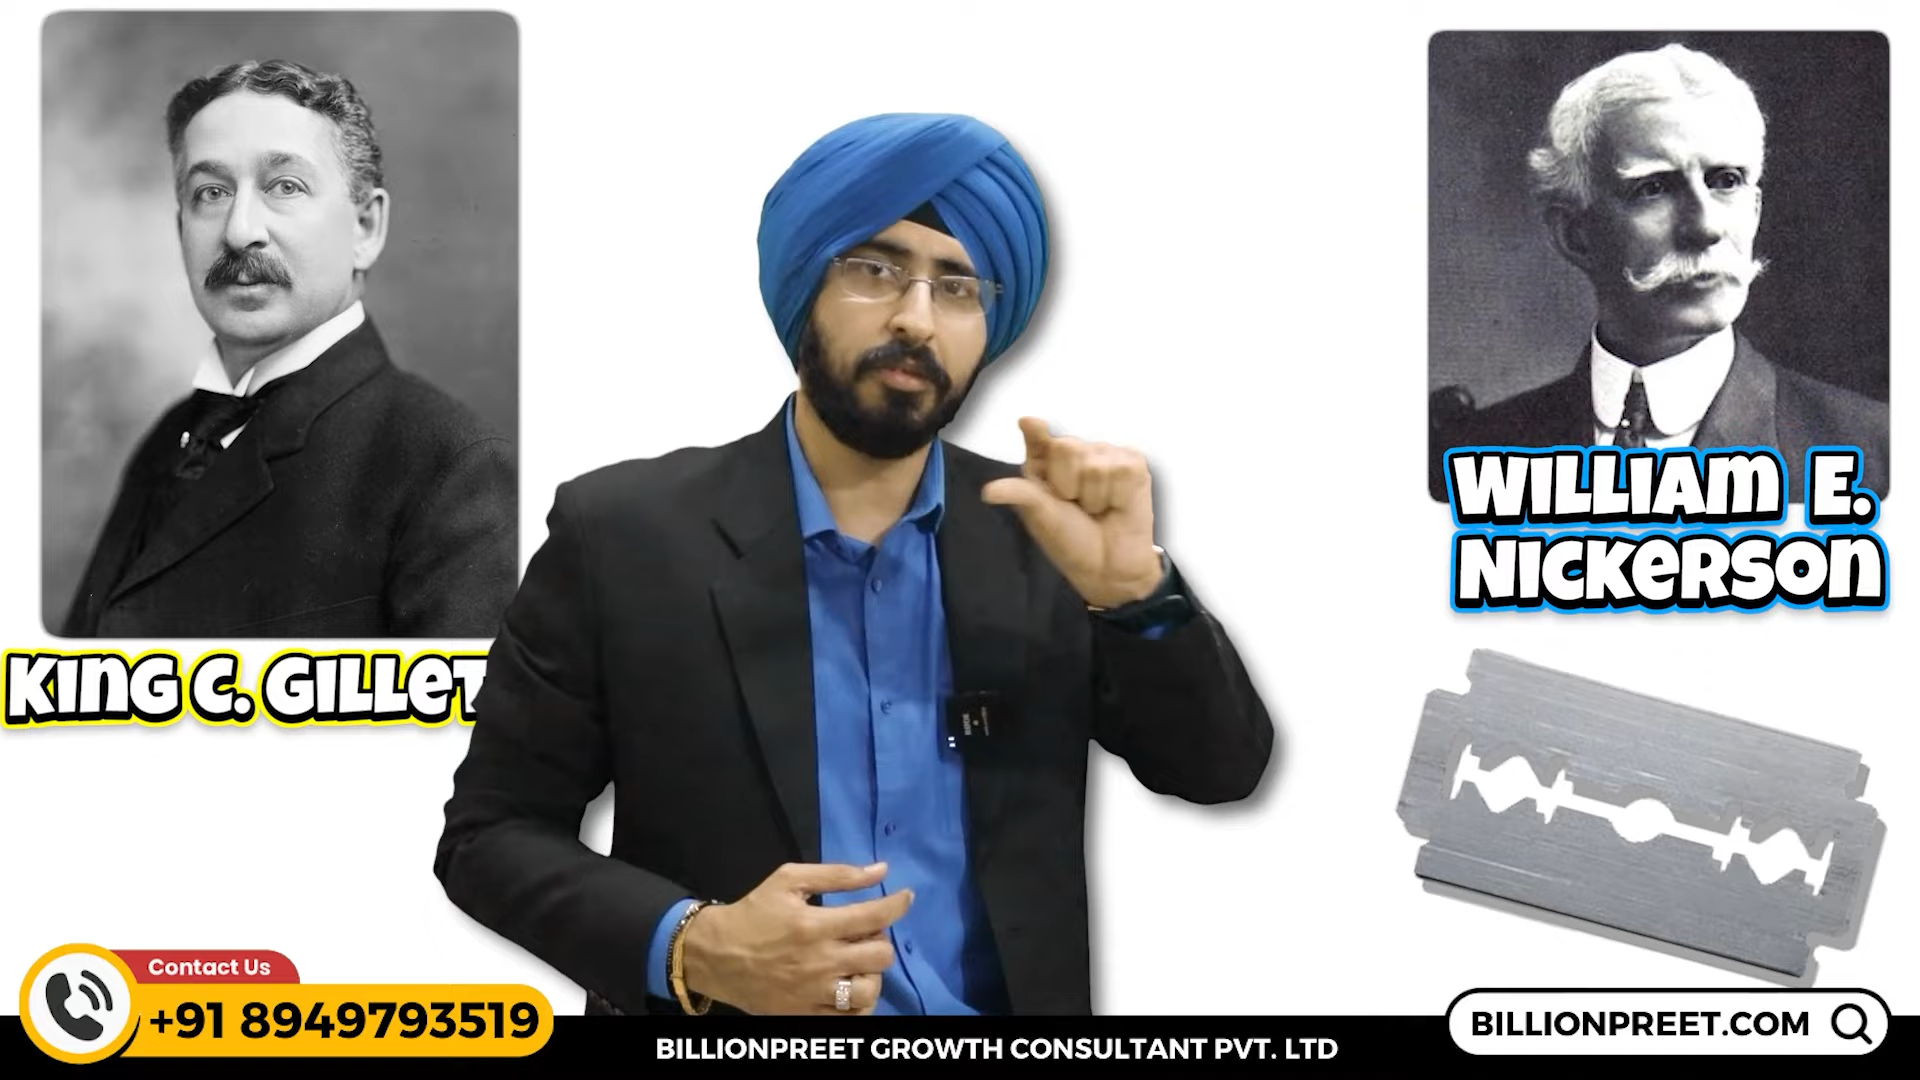 KING C. GILLET
WILLIAM E.
NICKERSON
Contact Us
+91 8949793519
BILLIONPREET GROWTH CONSULTANT PVT. LTD
BILLIONPREET.COM